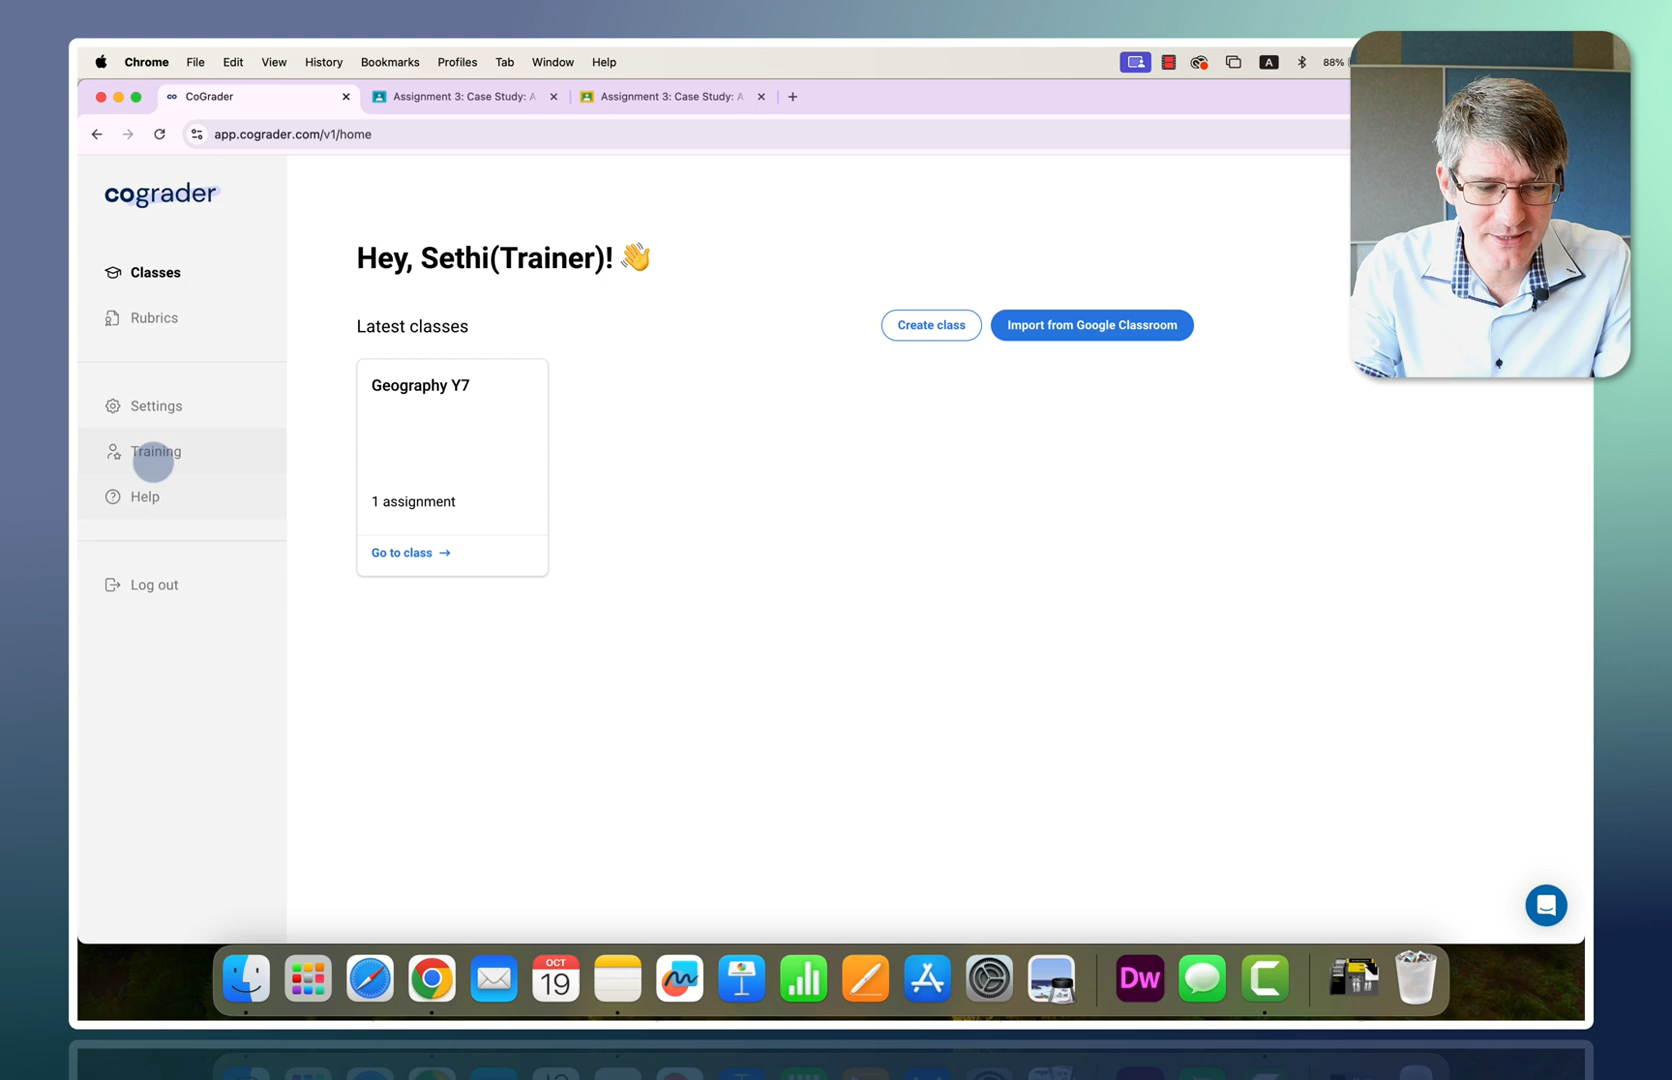 Chrome File Edit View History Bookmarks Profiles Tab Window Help
A
88%
CoGrader
Assignment 3: Case Study: A
Assignment 3: Case Study: A
app.cograder.com/v1/home
cograder
Classes
Rubrics
Settings
Training
Help
Log out
Hey, Sethi(Trainer)! 👋
Latest classes
Create class
Import from Google Classroom
Geography Y7
1 assignment
Go to class →
OCT
19
Dw